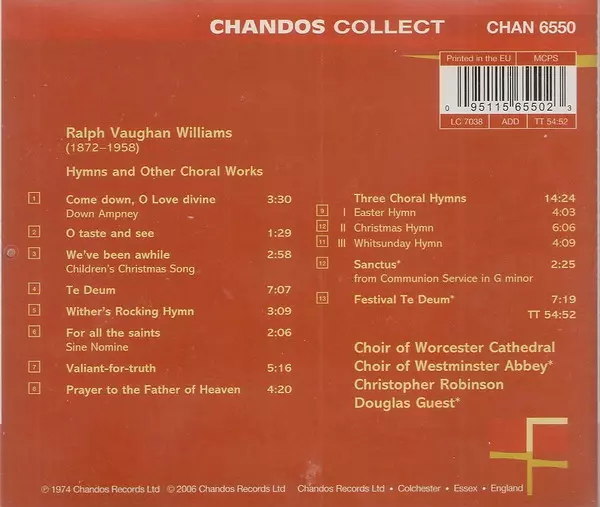 CHANDOS COLLECT
CHAN 6550
Printed in the EU
MCPS
0 95115 65502 3
LC 7038
ADD
TT 54:52
Ralph Vaughan Williams
(1872–1958)
Hymns and Other Choral Works
1 Come down, O Love divine 3:30
Down Ampney
2 O taste and see 1:29
3 We've been awhile 2:58
Children's Christmas Song
4 Te Deum 7:07
5 Wither's Rocking Hymn 3:09
6 For all the saints 2:06
Sine Nomine
7 Valiant-for-truth 5:16
8 Prayer to the Father of Heaven 4:20
Three Choral Hymns 14:24
9 I Easter Hymn 4:03
II Christmas Hymn 6:06
11 III Whitsunday Hymn 4:09
12 Sanctus* 2:25
from Communion Service in G minor
13 Festival Te Deum* 7:19
TT 54:52
Choir of Worcester Cathedral
Choir of Westminster Abbey*
Christopher Robinson
Douglas Guest*
℗ 1974 Chandos Records Ltd © 2006 Chandos Records Ltd Chandos Records Ltd • Colchester • Essex • England